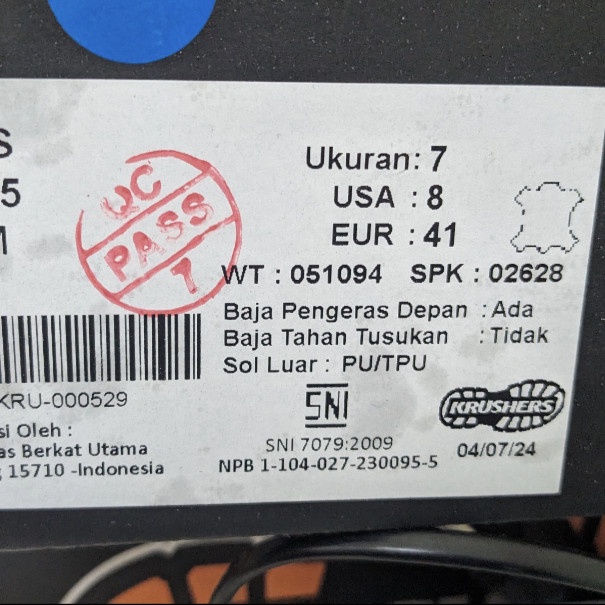 S
5
M
QC
PASS
7
Ukuran: 7
USA : 8
EUR : 41
WT : 051094 SPK : 02628
Baja Pengeras Depan : Ada
Baja Tahan Tusukan : Tidak
Sol Luar : PU/TPU
KRU-000529
si Oleh :
as Berkat Utama
15710 -Indonesia
SNI
SNI 7079:2009
NPB 1-104-027-230095-5
KRUSHERS
04/07/24